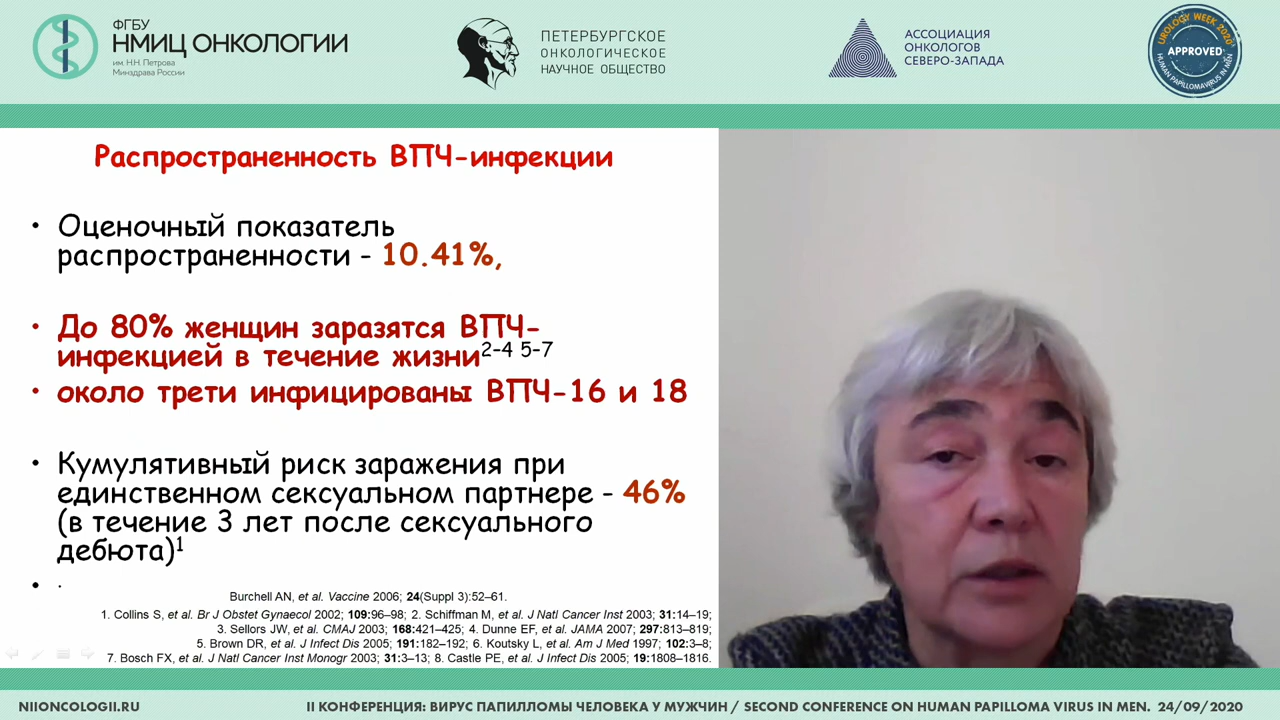 ФГБУ
НМИЦ ОНКОЛОГИИ
им. Н.Н. Петрова
Минздрава России
ПЕТЕРБУРГСКОЕ
ОНКОЛОГИЧЕСКОЕ
НАУЧНОЕ ОБЩЕСТВО
АССОЦИАЦИЯ
ОНКОЛОГОВ
СЕВЕРО-ЗАПАДА
UROLOGY WEEK 2020
APPROVED
HUMAN PAPILLOMAVIRUS IN MEN
Распространенность ВПЧ-инфекции
• Оценочный показатель
распространенности - 10.41%,
• До 80% женщин заразятся ВПЧ-
инфекцией в течение жизни2-4 5-7
• около трети инфицированы ВПЧ-16 и 18
• Кумулятивный риск заражения при
единственном сексуальном партнере - 46%
(в течение 3 лет после сексуального
дебюта)1
• .
Burchell AN, et al. Vaccine 2006; 24(Suppl 3):52–61.
1. Collins S, et al. Br J Obstet Gynaecol 2002; 109:96–98; 2. Schiffman M, et al. J Natl Cancer Inst 2003; 31:14–19;
3. Sellors JW, et al. CMAJ 2003; 168:421–425; 4. Dunne EF, et al. JAMA 2007; 297:813–819;
5. Brown DR, et al. J Infect Dis 2005; 191:182–192; 6. Koutsky L, et al. Am J Med 1997; 102:3–8;
7. Bosch FX, et al. J Natl Cancer Inst Monogr 2003; 31:3–13; 8. Castle PE, et al. J Infect Dis 2005; 19:1808–1816.
NIIONCOLOGII.RU
II КОНФЕРЕНЦИЯ: ВИРУС ПАПИЛЛОМЫ ЧЕЛОВЕКА У МУЖЧИН / SECOND CONFERENCE ON HUMAN PAPILLOMA VIRUS IN MEN. 24/09/2020